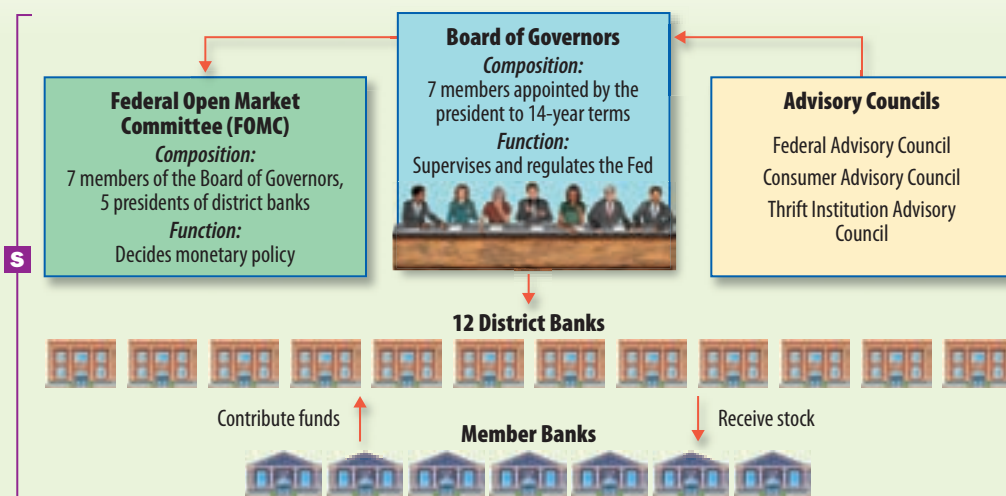 Board of Governors
Composition:
7 members appointed by the
president to 14-year terms
Function:
Supervises and regulates the Fed
Federal Open Market
Committee (FOMC)
Composition:
7 members of the Board of Governors,
5 presidents of district banks
Function:
Decides monetary policy
Advisory Councils
Federal Advisory Council
Consumer Advisory Council
Thrift Institution Advisory
Council
S
12 District Banks
Contribute funds
Receive stock
Member Banks